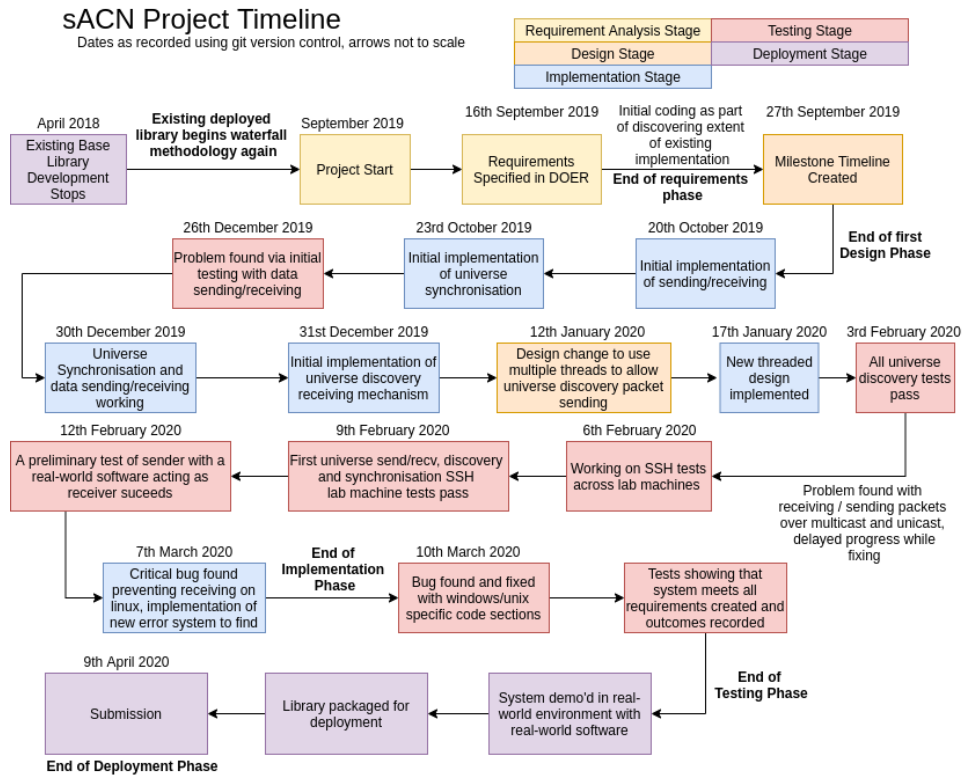 sACN Project Timeline
Dates as recorded using git version control, arrows not to scale
Requirement Analysis Stage
Testing Stage
Design Stage
Deployment Stage
Implementation Stage
April 2018
Existing Base
Library
Development
Stops
Existing deployed
library begins waterfall
methodology again
September 2019
Project Start
16th September 2019
Requirements
Specified in DOER
Initial coding as part
of discovering extent
of existing
implementation
End of requirements
phase
27th September 2019
Milestone Timeline
Created
End of first
Design Phase
20th October 2019
Initial implementation
of sending/receiving
23rd October 2019
Initial implementation
of universe
synchronisation
26th December 2019
Problem found via initial
testing with data
sending/receiving
30th December 2019
Universe
Synchronisation and
data sending/receiving
working
31st December 2019
Initial implementation of
universe discovery
receiving mechanism
12th January 2020
Design change to use
multiple threads to allow
universe discovery packet
sending
17th January 2020
New threaded
design
implemented
3rd February 2020
All universe
discovery tests
pass
Problem found with
receiving / sending packets
over multicast and unicast,
delayed progress while
fixing
6th February 2020
Working on SSH tests
across lab machines
9th February 2020
First universe send/recv, discovery
and synchronisation SSH
lab machine tests pass
12th February 2020
A preliminary test of sender with a
real-world software acting as
receiver suceeds
7th March 2020
Critical bug found
preventing receiving on
linux, implementation of
new error system to find
End of
Implementation
Phase
10th March 2020
Bug found and fixed
with windows/unix
specific code sections
Tests showing that
system meets all
requirements created and
outcomes recorded
End of
Testing Phase
System demo'd in real-
world environment with
real-world software
Library packaged for
deployment
9th April 2020
Submission
End of Deployment Phase